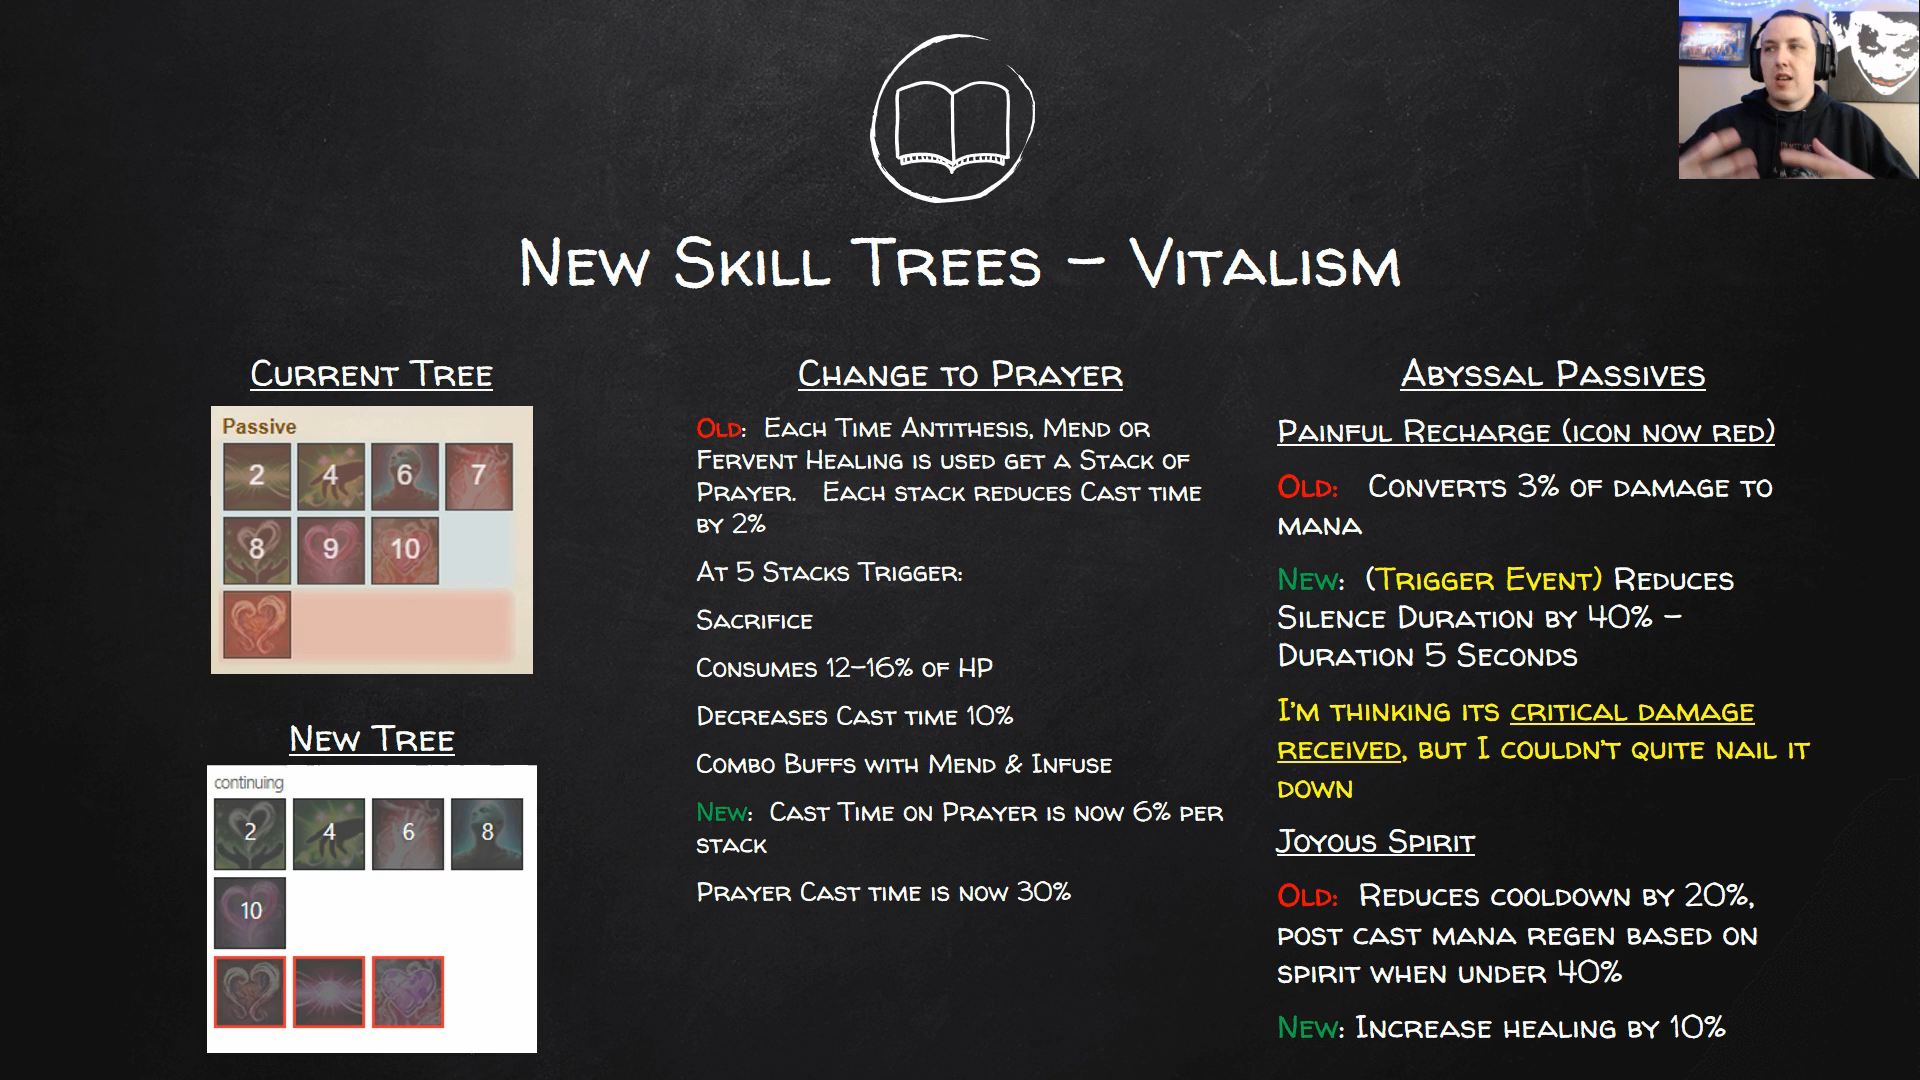 New Skill Trees – Vitalism
Current Tree
Passive
2 4 6 7
8 9 10
New Tree
continuing
2 4 6 8
10
Change to Prayer
Old: Each Time Antithesis, Mend or
Fervent Healing is used get a Stack of
Prayer. Each stack reduces Cast time
by 2%
At 5 Stacks Trigger:
Sacrifice
Consumes 12–16% of HP
Decreases Cast time 10%
Combo Buffs with Mend & Infuse
New: Cast Time on Prayer is now 6% per
stack
Prayer Cast time is now 30%
Abyssal Passives
Painful Recharge (icon now red)
Old: Converts 3% of damage to
mana
New: (Trigger Event) Reduces
Silence Duration by 40% –
Duration 5 Seconds
I'm thinking its critical damage
received, but I couldn't quite nail it
down
Joyous Spirit
Old: Reduces cooldown by 20%,
post cast mana regen based on
spirit when under 40%
New: Increase healing by 10%